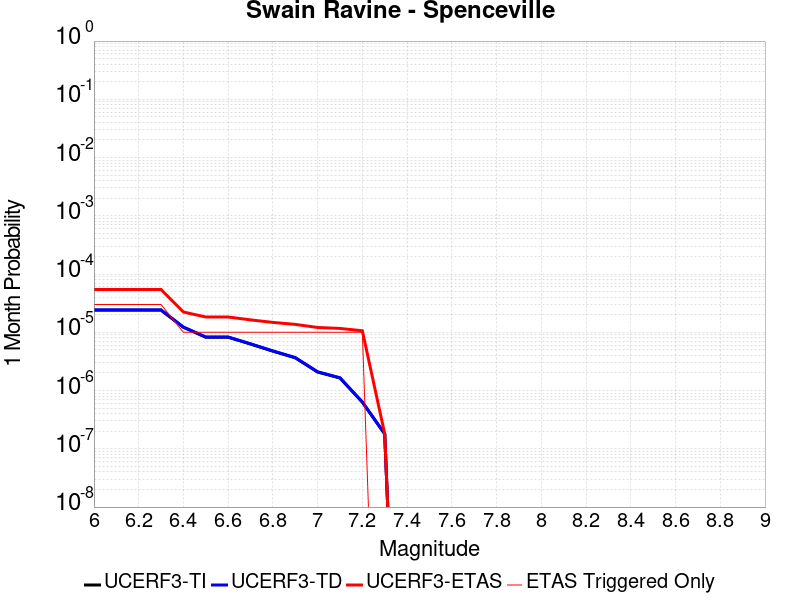 Swain Ravine - Spenceville
1 Month Probability
10^0
10^-1
10^-2
10^-3
10^-4
10^-5
10^-6
10^-7
10^-8
6 6.2 6.4 6.6 6.8 7 7.2 7.4 7.6 7.8 8 8.2 8.4 8.6 8.8 9
Magnitude
UCERF3-TI UCERF3-TD UCERF3-ETAS ETAS Triggered Only